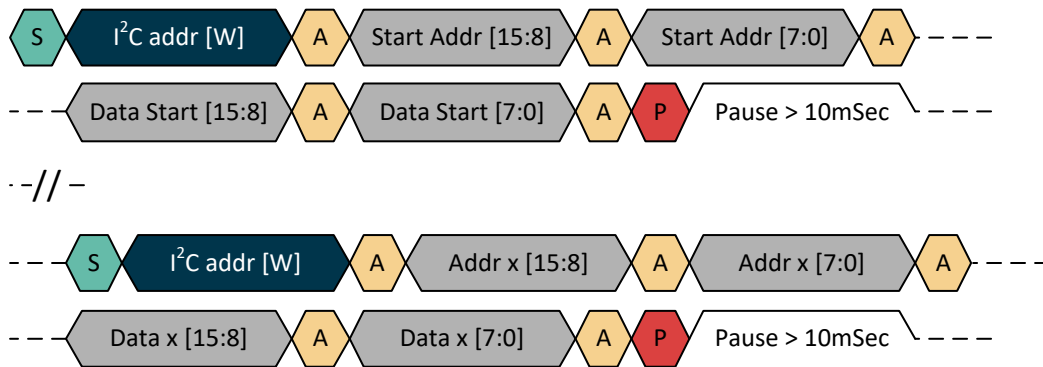 S I²C addr [W] A Start Addr [15:8] A Start Addr [7:0] A
Data Start [15:8] A Data Start [7:0] A P Pause > 10mSec
//
S I²C addr [W] A Addr x [15:8] A Addr x [7:0] A
Data x [15:8] A Data x [7:0] A P Pause > 10mSec